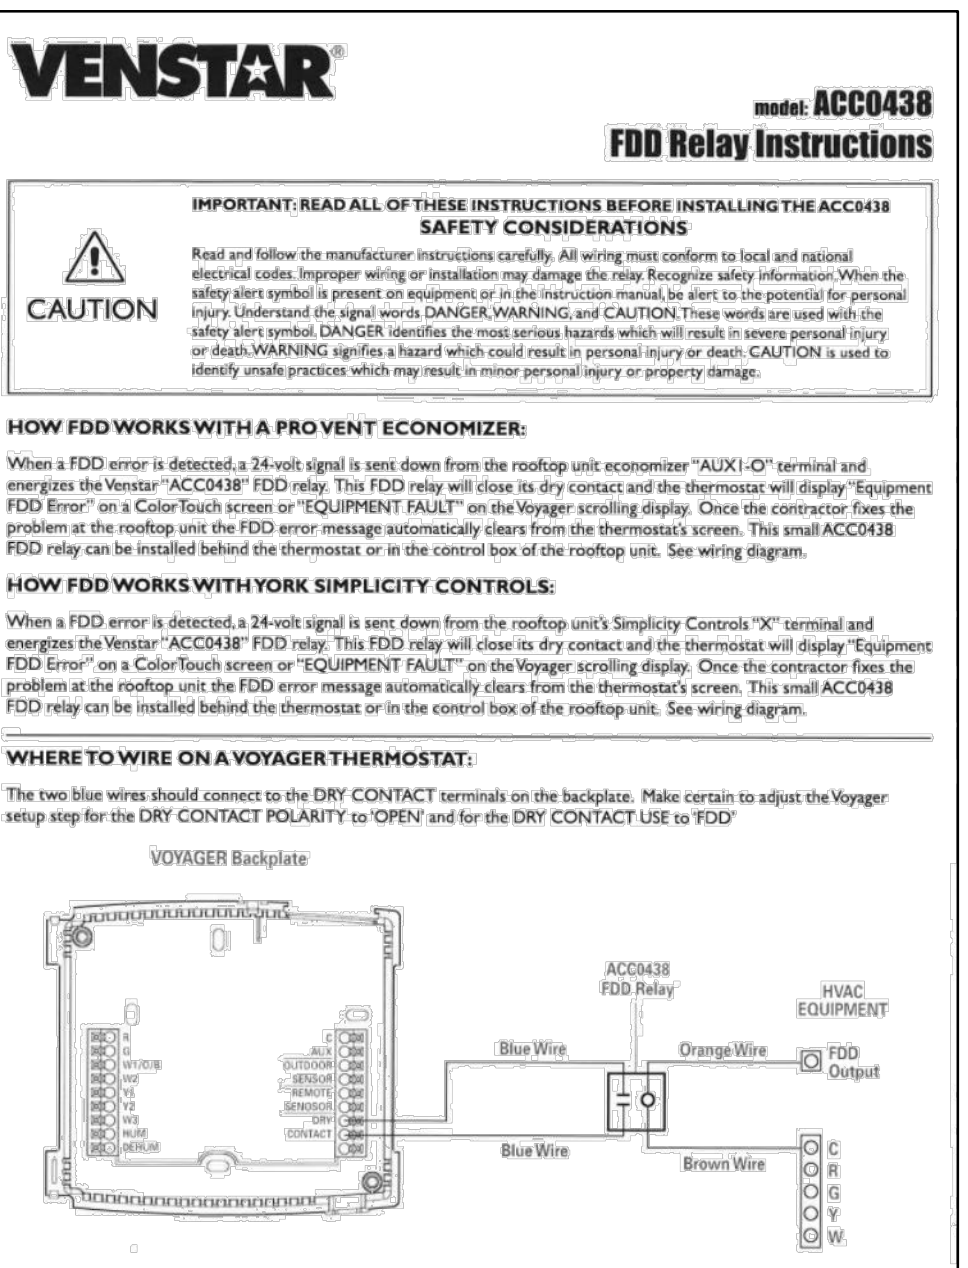 VENSTAR®
model: ACC0438
FDD Relay Instructions
IMPORTANT: READ ALL OF THESE INSTRUCTIONS BEFORE INSTALLING THE ACC0438
SAFETY CONSIDERATIONS
CAUTION
Read and follow the manufacturer instructions carefully. All wiring must conform to local and national
electrical codes. Improper wiring or installation may damage the relay. Recognize safety information. When the
safety alert symbol is present on equipment or in the instruction manual, be alert to the potential for personal
injury. Understand the signal words DANGER, WARNING, and CAUTION. These words are used with the
safety alert symbol. DANGER identifies the most serious hazards which will result in severe personal injury
or death. WARNING signifies a hazard which could result in personal injury or death. CAUTION is used to
identify unsafe practices which may result in minor personal injury or property damage.
HOW FDD WORKS WITH A PRO VENT ECONOMIZER:
When a FDD error is detected, a 24-volt signal is sent down from the rooftop unit economizer "AUX1-O" terminal and
energizes the Venstar "ACC0438" FDD relay. This FDD relay will close its dry contact and the thermostat will display "Equipment
FDD Error" on a ColorTouch screen or "EQUIPMENT FAULT" on the Voyager scrolling display. Once the contractor fixes the
problem at the rooftop unit the FDD error message automatically clears from the thermostat's screen. This small ACC0438
FDD relay can be installed behind the thermostat or in the control box of the rooftop unit. See wiring diagram.
HOW FDD WORKS WITH YORK SIMPLICITY CONTROLS:
When a FDD error is detected, a 24-volt signal is sent down from the rooftop unit's Simplicity Controls "X" terminal and
energizes the Venstar "ACC0438" FDD relay. This FDD relay will close its dry contact and the thermostat will display "Equipment
FDD Error" on a ColorTouch screen or "EQUIPMENT FAULT" on the Voyager scrolling display. Once the contractor fixes the
problem at the rooftop unit the FDD error message automatically clears from the thermostat's screen. This small ACC0438
FDD relay can be installed behind the thermostat or in the control box of the rooftop unit. See wiring diagram.
WHERE TO WIRE ON A VOYAGER THERMOSTAT:
The two blue wires should connect to the DRY CONTACT terminals on the backplate. Make certain to adjust the Voyager
setup step for the DRY CONTACT POLARITY to 'OPEN' and for the DRY CONTACT USE to 'FDD'
VOYAGER Backplate
R
G
W1/O/B
W2
Y1
Y2
W3
HUM
DEHUM
C
AUX
OUTDOOR
SENSOR
REMOTE
SENOSOR
DRY
CONTACT
Blue Wire
Blue Wire
ACC0438
FDD Relay
Orange Wire
Brown Wire
HVAC
EQUIPMENT
FDD
Output
C
R
G
Y
W